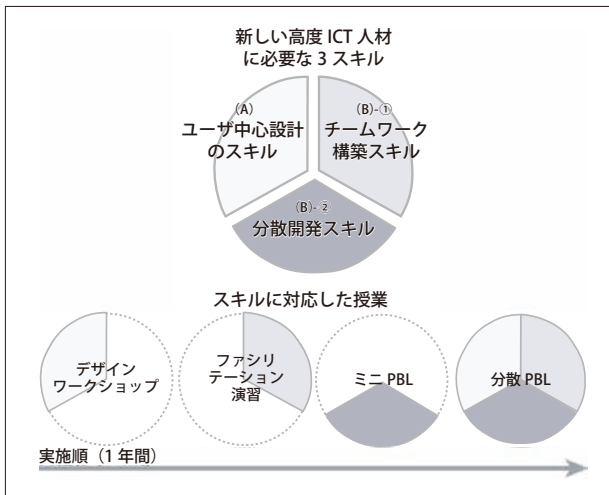 新しい高度 ICT 人材
に必要な 3 スキル
(A)
ユーザ中心設計
のスキル
(B)-①
チームワーク
構築スキル
(B)-②
分散開発スキル
スキルに対応した授業
デザイン
ワークショップ
ファシリ
テーション
演習
ミニ PBL
分散 PBL
実施順（1 年間）